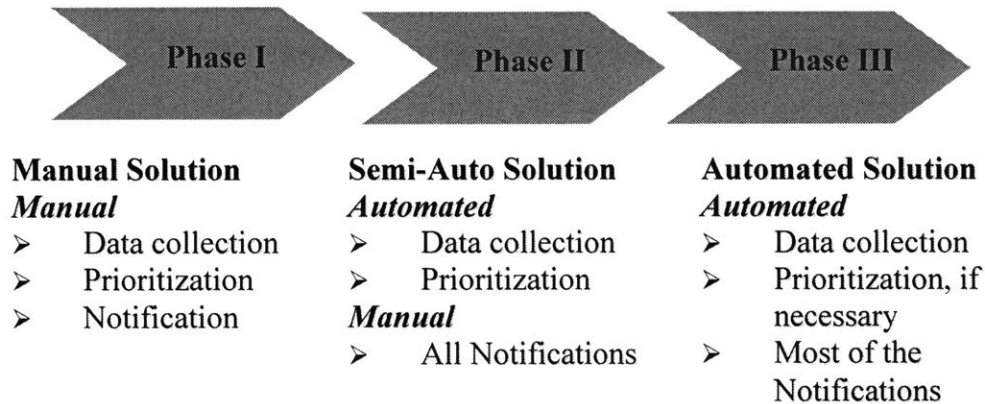 Phase I
Phase II
Phase III
Manual Solution
Manual
➢ Data collection
➢ Prioritization
➢ Notification
Semi-Auto Solution
Automated
➢ Data collection
➢ Prioritization
Manual
➢ All Notifications
Automated Solution
Automated
➢ Data collection
➢ Prioritization, if
necessary
➢ Most of the
Notifications